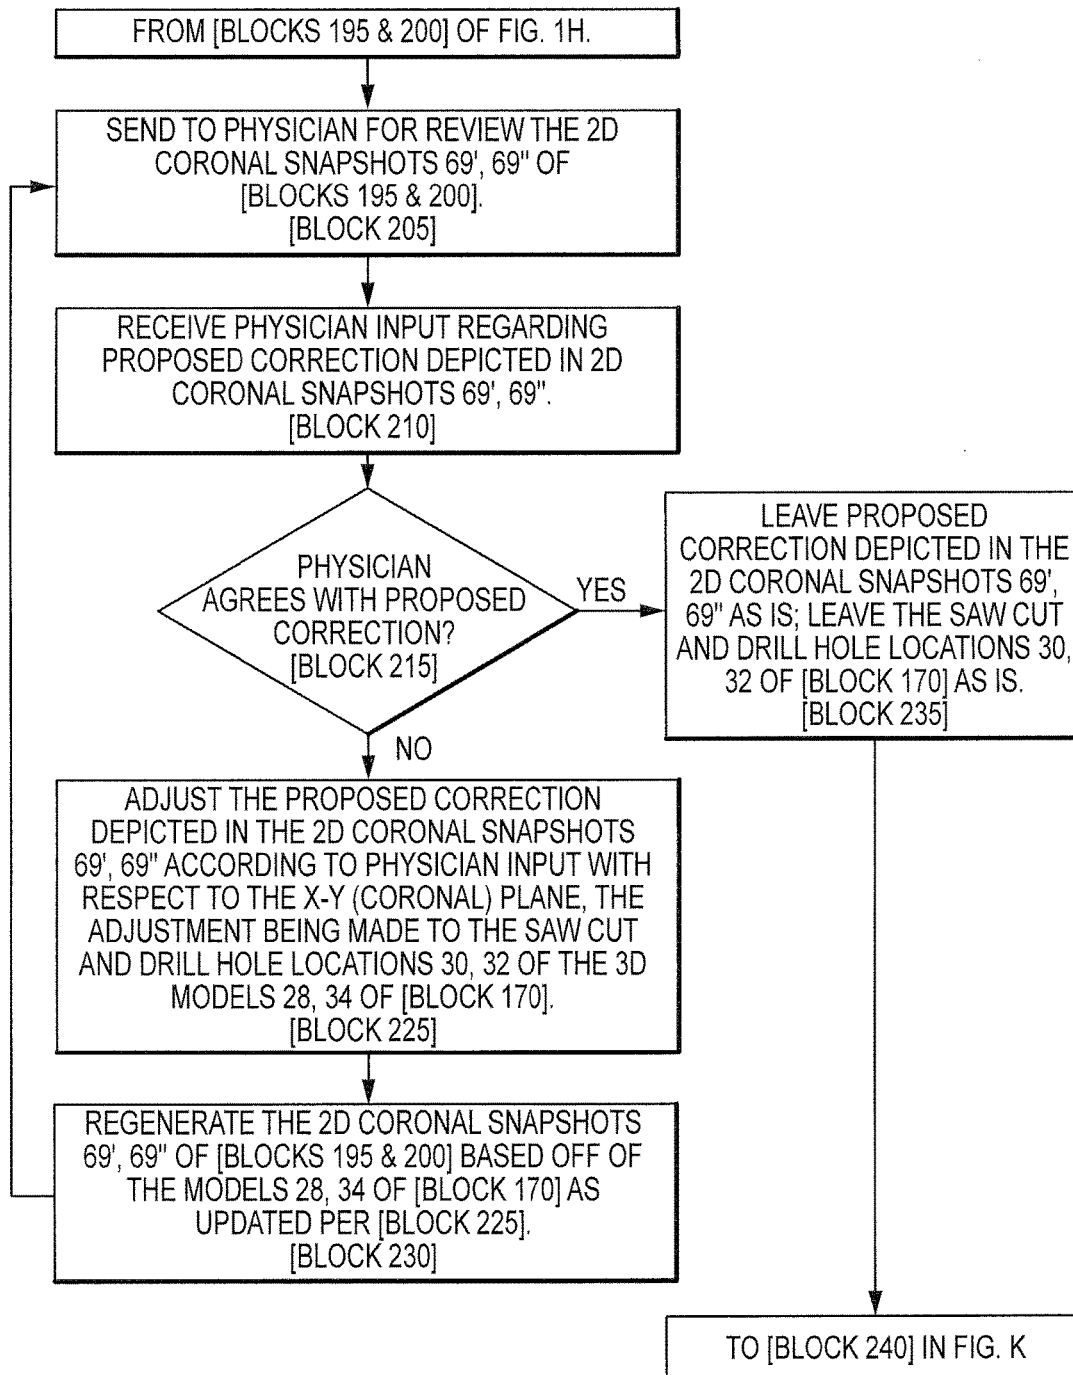 FROM [BLOCKS 195 & 200] OF FIG. 1H.
SEND TO PHYSICIAN FOR REVIEW THE 2D
CORONAL SNAPSHOTS 69', 69" OF
[BLOCKS 195 & 200].
[BLOCK 205]
RECEIVE PHYSICIAN INPUT REGARDING
PROPOSED CORRECTION DEPICTED IN 2D
CORONAL SNAPSHOTS 69', 69".
[BLOCK 210]
PHYSICIAN
AGREES WITH PROPOSED
CORRECTION?
[BLOCK 215]
YES
LEAVE PROPOSED
CORRECTION DEPICTED IN THE
2D CORONAL SNAPSHOTS 69',
69" AS IS; LEAVE THE SAW CUT
AND DRILL HOLE LOCATIONS 30,
32 OF [BLOCK 170] AS IS.
[BLOCK 235]
NO
ADJUST THE PROPOSED CORRECTION
DEPICTED IN THE 2D CORONAL SNAPSHOTS
69', 69" ACCORDING TO PHYSICIAN INPUT WITH
RESPECT TO THE X-Y (CORONAL) PLANE, THE
ADJUSTMENT BEING MADE TO THE SAW CUT
AND DRILL HOLE LOCATIONS 30, 32 OF THE 3D
MODELS 28, 34 OF [BLOCK 170].
[BLOCK 225]
REGENERATE THE 2D CORONAL SNAPSHOTS
69', 69" OF [BLOCKS 195 & 200] BASED OFF OF
THE MODELS 28, 34 OF [BLOCK 170] AS
UPDATED PER [BLOCK 225].
[BLOCK 230]
TO [BLOCK 240] IN FIG. K